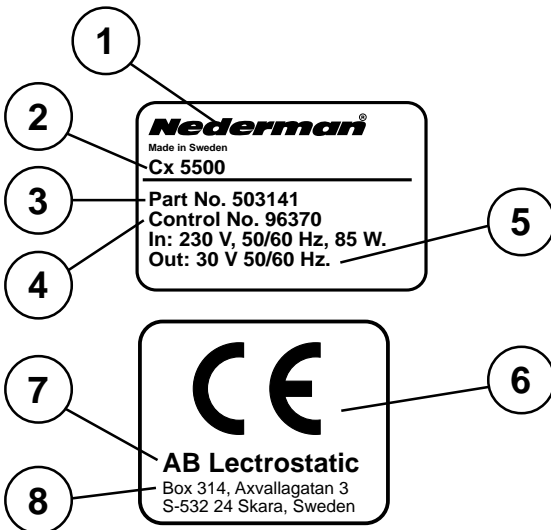 1
2
Nederman®
Made in Sweden
Cx 5500
3
Part No. 503141
4
Control No. 96370
In: 230 V, 50/60 Hz, 85 W.
Out: 30 V 50/60 Hz.
5
CE
6
7
AB Lectrostatic
8
Box 314, Axvallagatan 3
S-532 24 Skara, Sweden